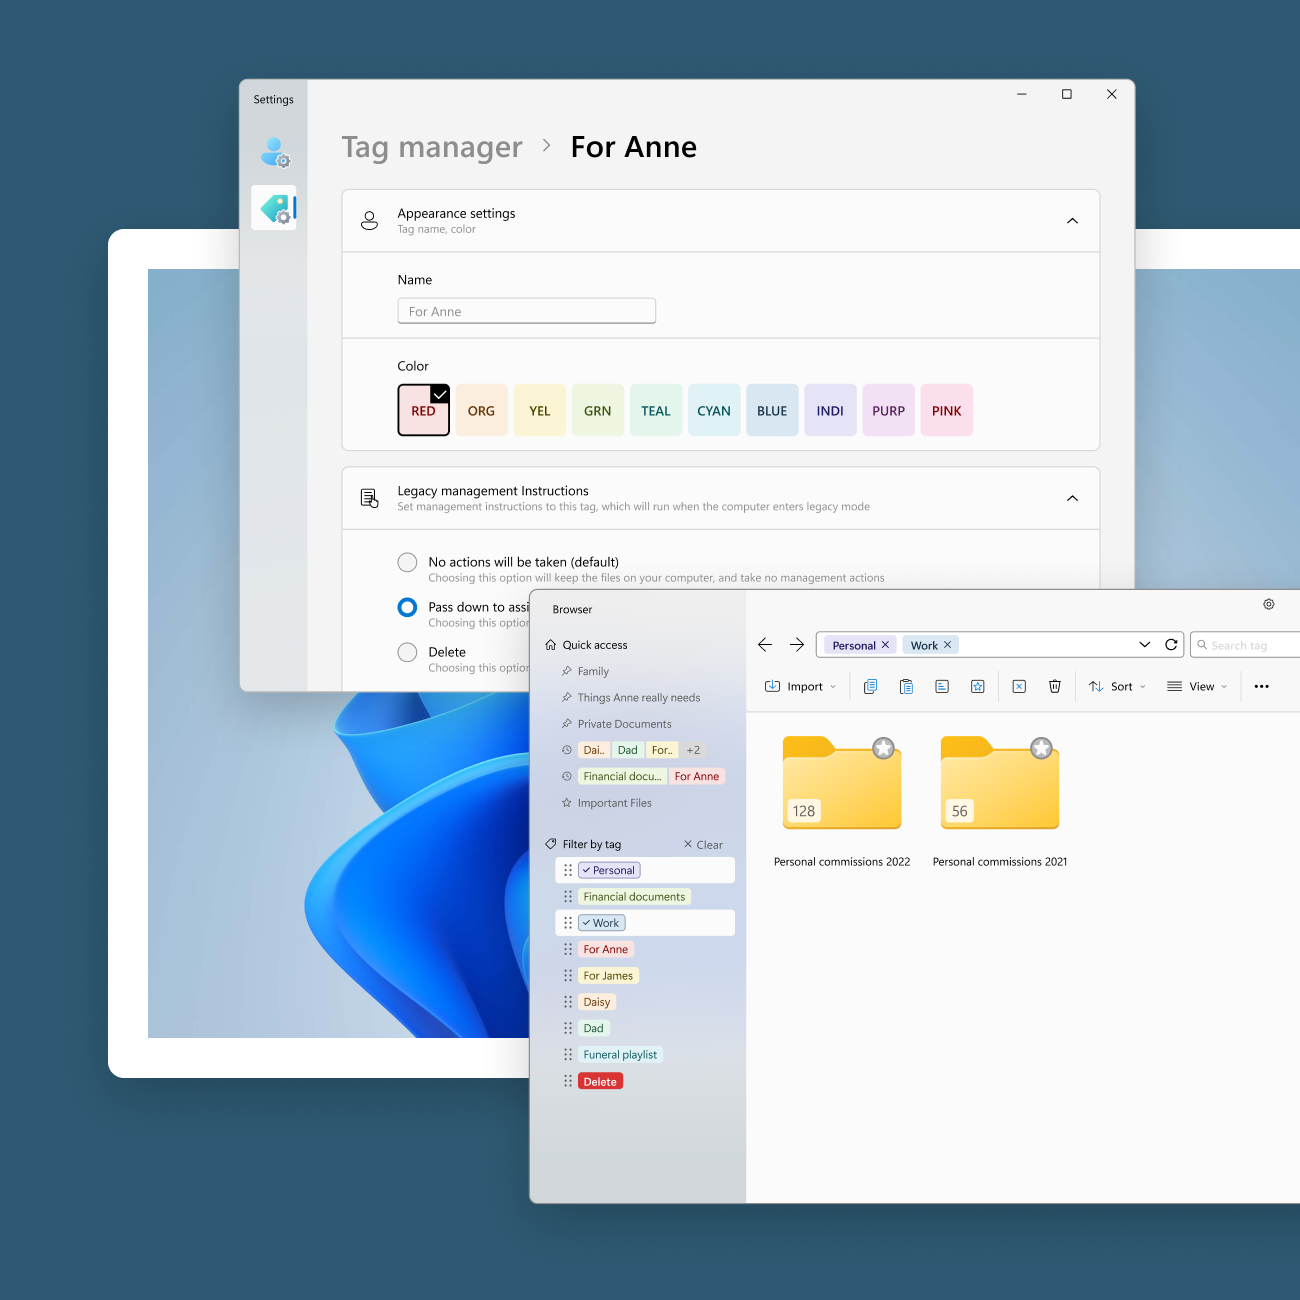 Settings
Tag manager > For Anne
Appearance settings
Tag name, color
Name
For Anne
Color
RED ORG YEL GRN TEAL CYAN BLUE INDI PURP PINK
Legacy management Instructions
Set management instructions to this tag, which will run when the computer enters legacy mode
No actions will be taken (default)
Choosing this option will keep the files on your computer, and take no management actions
Pass down to assi
Choosing this option
Delete
Choosing this option
Browser
Quick access
Family
Things Anne really needs
Private Documents
Dai.. Dad For.. +2
Financial docu... For Anne
Important Files
Filter by tag Clear
Personal
Financial documents
Work
For Anne
For James
Daisy
Dad
Funeral playlist
Delete
Personal Work
Search tag
Import Sort View
128
56
Personal commissions 2022
Personal commissions 2021